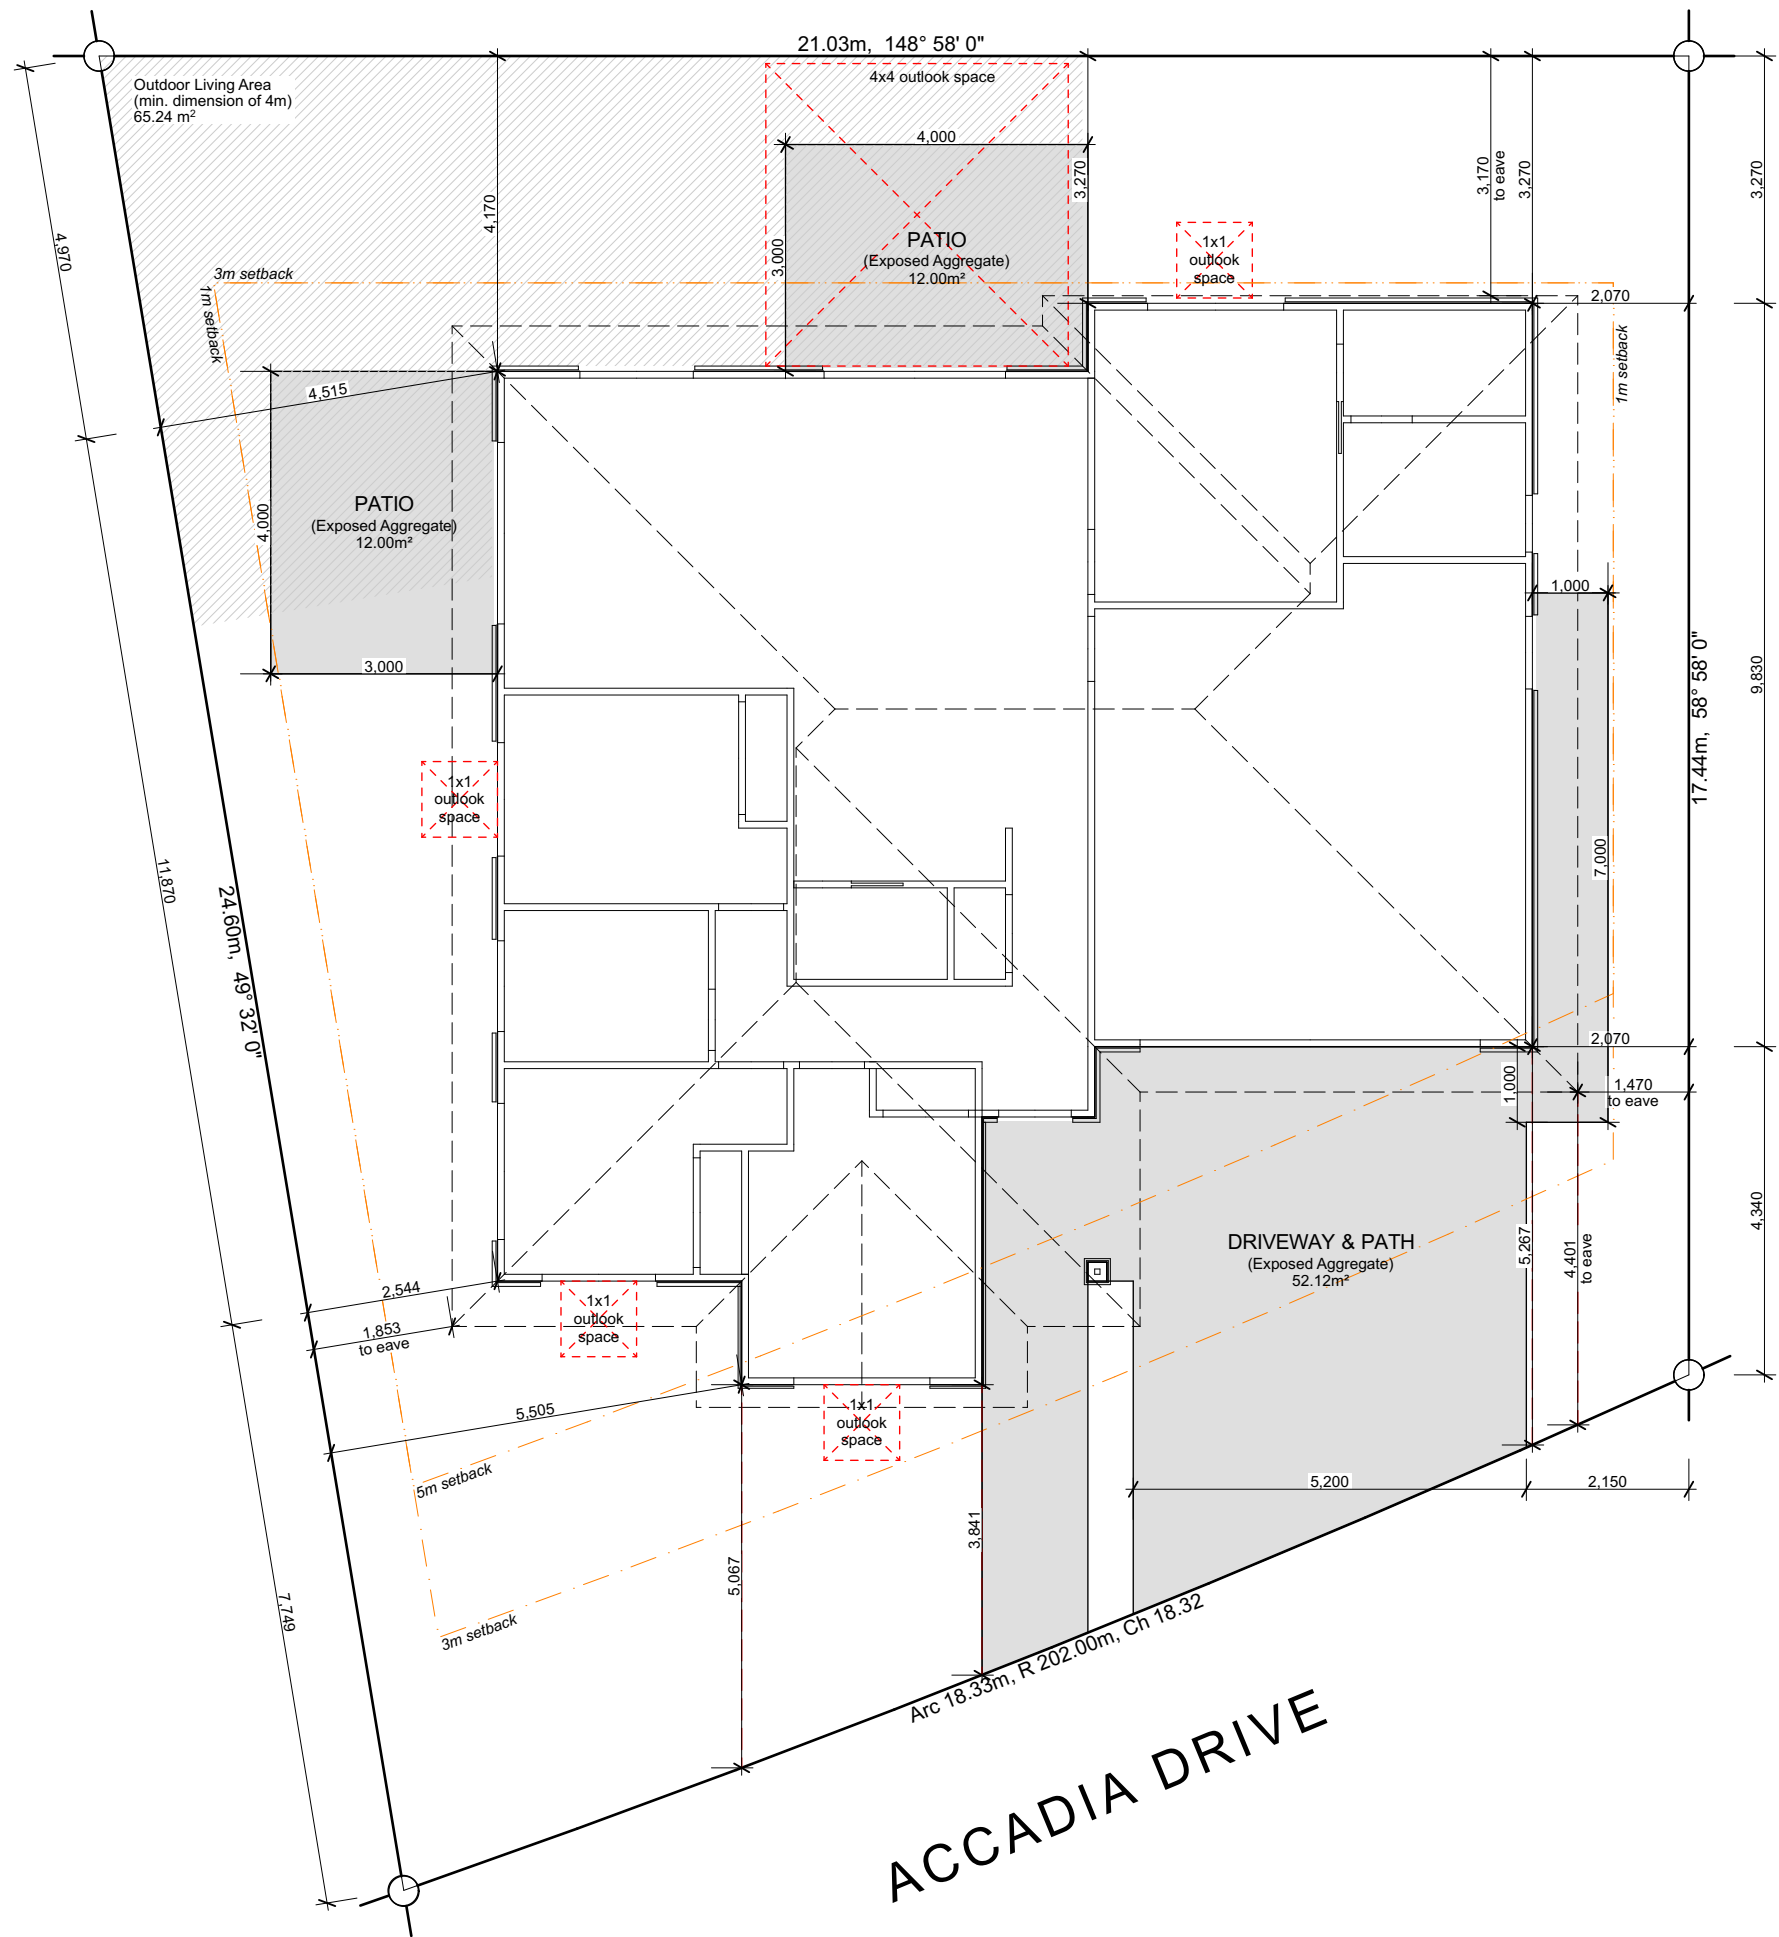 21.03m, 148° 58' 0"
Outdoor Living Area
(min. dimension of 4m)
65.24 m²
4x4 outlook space
4,000
3,270
3,170
to eave
3,270
3,270
4,170
4,970
3,000
PATIO
(Exposed Aggregate)
12.00m²
1x1
outlook
space
3m setback
1m setback
2,070
1m setback
4,515
4,000
PATIO
(Exposed Aggregate)
12.00m²
3,000
1,000
17.44m, 58° 58' 0"
9,830
1x1
outlook
space
7,000
11,870
24.60m, 49° 32' 0"
2,070
1,000
1,470
to eave
4,340
DRIVEWAY & PATH
(Exposed Aggregate)
52.12m²
5,267
4,401
to eave
2,544
1,853
to eave
1x1
outlook
space
5,505
1x1
outlook
space
5m setback
5,200
2,150
3,841
5,067
7,749
3m setback
Arc 18.33m, R 202.00m, Ch 18.32
ACCADIA DRIVE